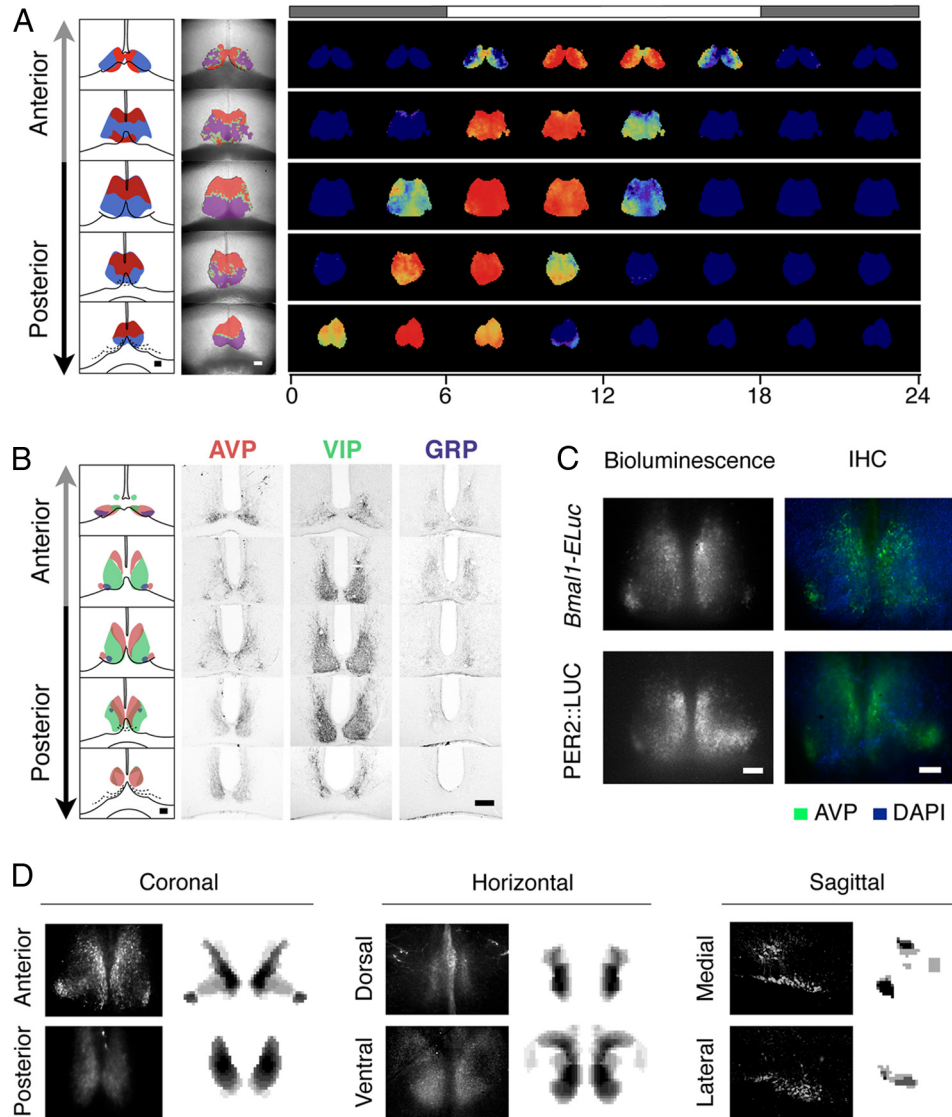 A
Anterior
Posterior
0 6 12 18 24
B
AVP VIP GRP
Anterior
Posterior
C
Bioluminescence IHC
Bmal1-ELuc
PER2::LUC
AVP DAPI
D
Coronal Horizontal Sagittal
Anterior Dorsal Medial
Posterior Ventral Lateral